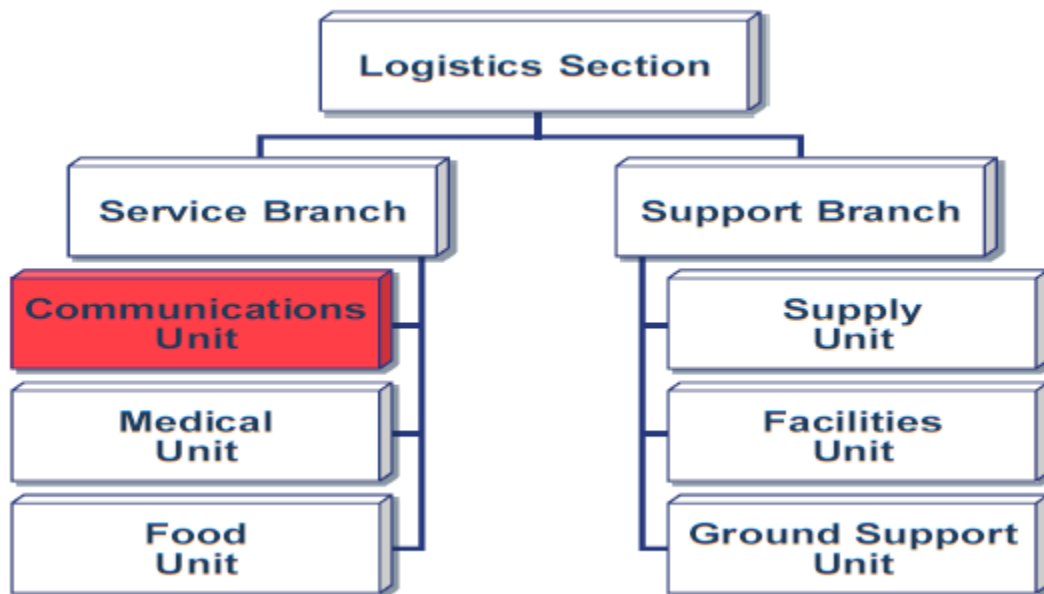 Logistics Section
Service Branch
Support Branch
Communications
Unit
Supply
Unit
Medical
Unit
Facilities
Unit
Food
Unit
Ground Support
Unit